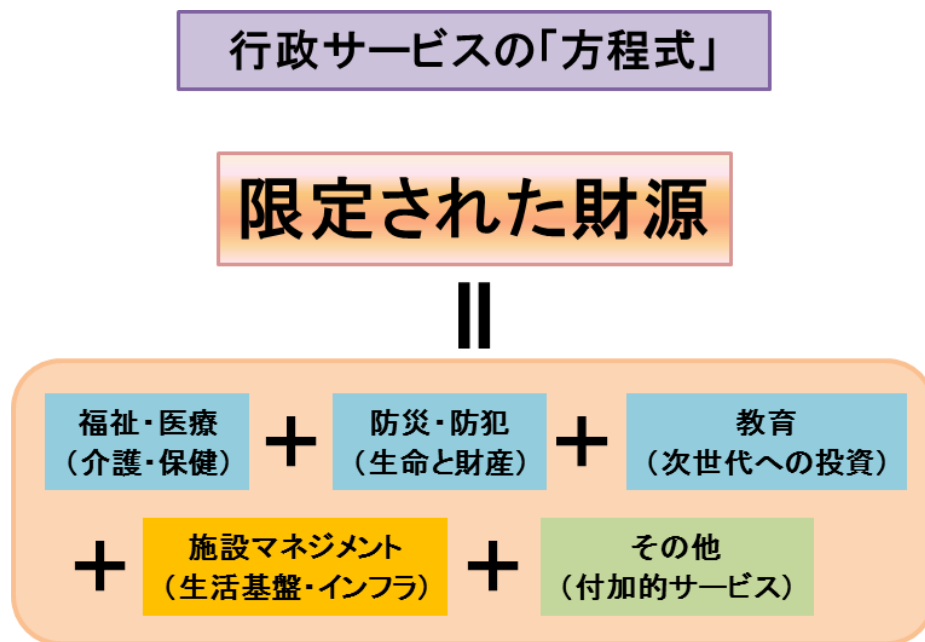 行政サービスの「方程式」
限定された財源
=
福祉・医療
（介護・保健）
+
防災・防犯
（生命と財産）
+
教育
（次世代への投資）
+
施設マネジメント
（生活基盤・インフラ）
+
その他
（付加的サービス）